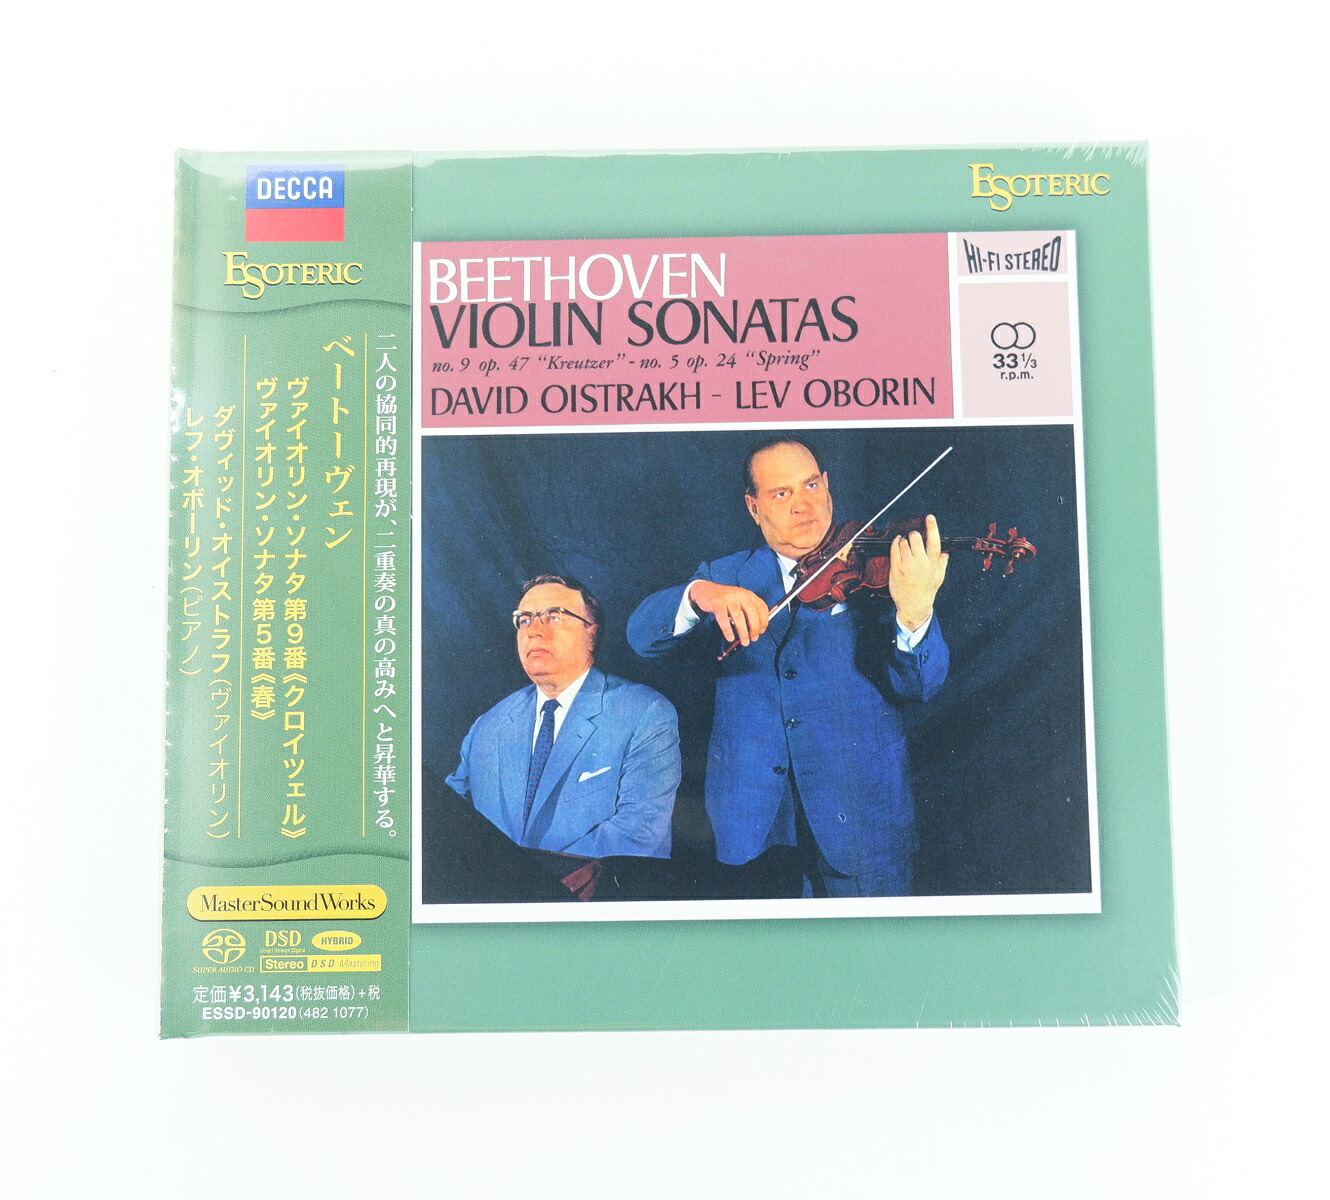 DECCA
ESOTERIC
二人の協同的再現が、二重奏の真の高みへと昇華する。
ベートーヴェン
ヴァイオリン・ソナタ第9番《クロイツェル》
ヴァイオリン・ソナタ第5番《春》
ダヴィッド・オイストラフ(ヴァイオリン)
レフ・オボーリン(ピアノ)
MasterSoundWorks
SUPER AUDIO CD
DSD
Direct Stream Digital
HYBRID
Stereo DSD Mastering
定価¥3,143(税抜価格)+税
ESSD-90120(482 1077)
ESOTERIC
BEETHOVEN
VIOLIN SONATAS
no. 9 op. 47 “Kreutzer” - no. 5 op. 24 “Spring”
DAVID OISTRAKH - LEV OBORIN
HI-FI STEREO
33 1/3
r.p.m.